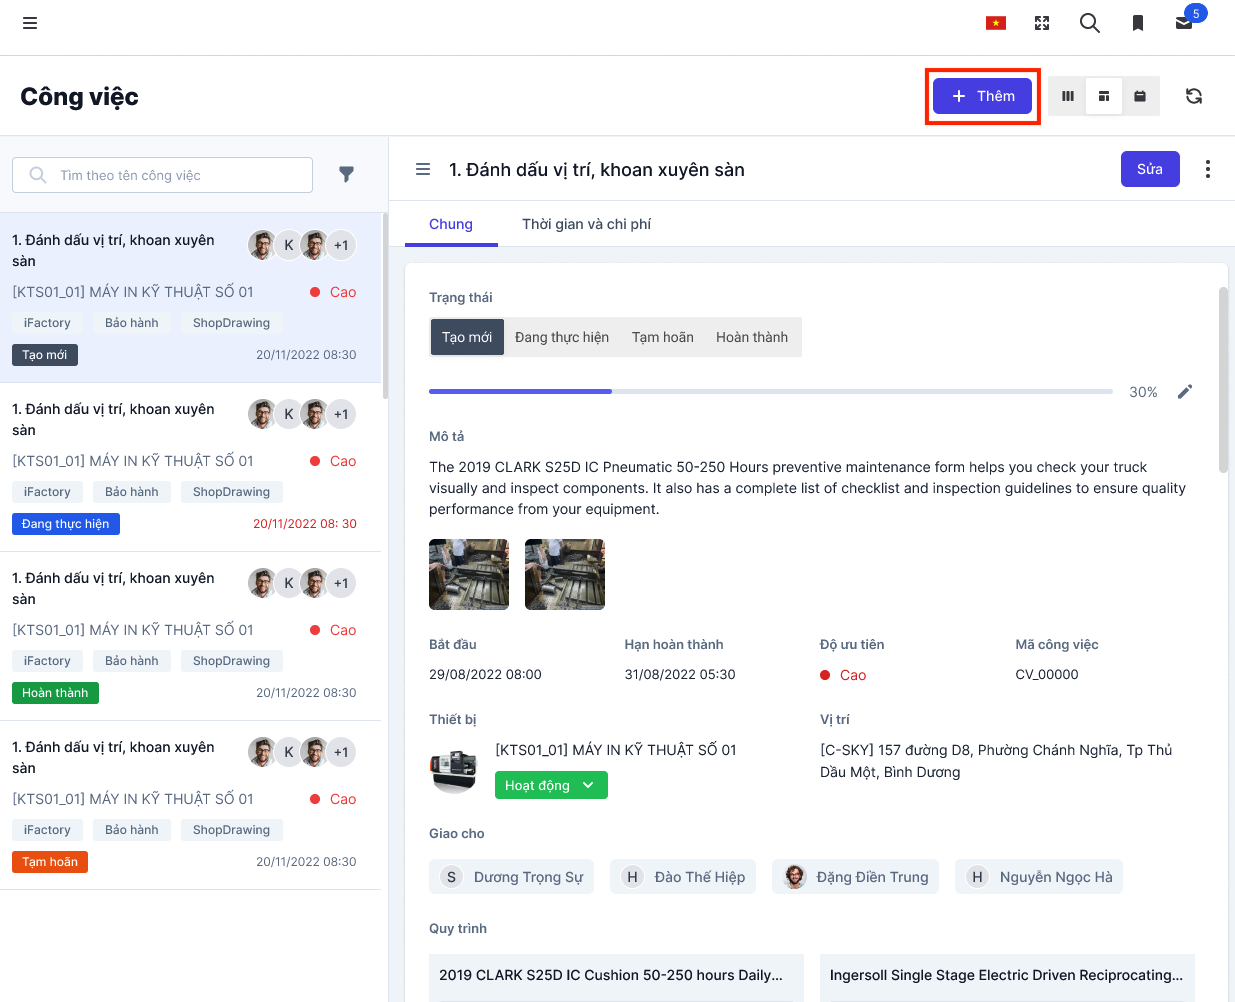 5
Công việc
Thêm
Tìm theo tên công việc
1. Đánh dấu vị trí, khoan xuyên
sàn
K
+1
[KTS01_01] MÁY IN KỸ THUẬT SỐ 01
Cao
iFactory
Bảo hành
ShopDrawing
Tạo mới
20/11/2022 08:30
1. Đánh dấu vị trí, khoan xuyên
sàn
K
+1
[KTS01_01] MÁY IN KỸ THUẬT SỐ 01
Cao
iFactory
Bảo hành
ShopDrawing
Đang thực hiện
20/11/2022 08: 30
1. Đánh dấu vị trí, khoan xuyên
sàn
K
+1
[KTS01_01] MÁY IN KỸ THUẬT SỐ 01
Cao
iFactory
Bảo hành
ShopDrawing
Hoàn thành
20/11/2022 08:30
1. Đánh dấu vị trí, khoan xuyên
sàn
K
+1
[KTS01_01] MÁY IN KỸ THUẬT SỐ 01
Cao
iFactory
Bảo hành
ShopDrawing
Tạm hoãn
20/11/2022 08:30
1. Đánh dấu vị trí, khoan xuyên sàn
Sửa
Chung
Thời gian và chi phí
Trạng thái
Tạo mới
Đang thực hiện
Tạm hoãn
Hoàn thành
30%
Mô tả
The 2019 CLARK S25D IC Pneumatic 50-250 Hours preventive maintenance form helps you check your truck
visually and inspect components. It also has a complete list of checklist and inspection guidelines to ensure quality
performance from your equipment.
Bắt đầu
Hạn hoàn thành
Độ ưu tiên
Mã công việc
29/08/2022 08:00
31/08/2022 05:30
Cao
CV_00000
Thiết bị
Vị trí
[KTS01_01] MÁY IN KỸ THUẬT SỐ 01
Hoạt động
[C-SKY] 157 đường D8, Phường Chánh Nghĩa, Tp Thủ
Dầu Một, Bình Dương
Giao cho
S
Dương Trọng Sự
H
Đào Thế Hiệp
Đặng Điền Trung
H
Nguyễn Ngọc Hà
Quy trình
2019 CLARK S25D IC Cushion 50-250 hours Daily...
Ingersoll Single Stage Electric Driven Reciprocating...